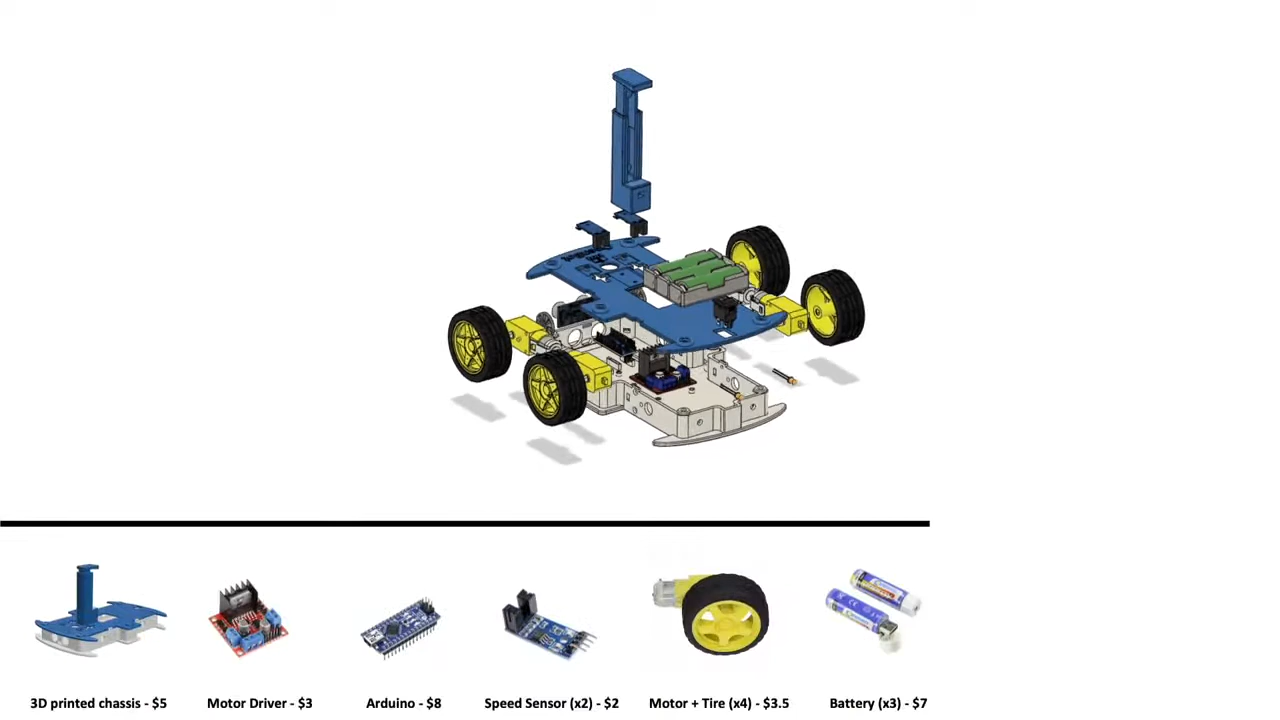 3D printed chassis - $5
Motor Driver - $3
Arduino - $8
Speed Sensor (x2) - $2
Motor + Tire (x4) - $3.5
Battery (x3) - $7